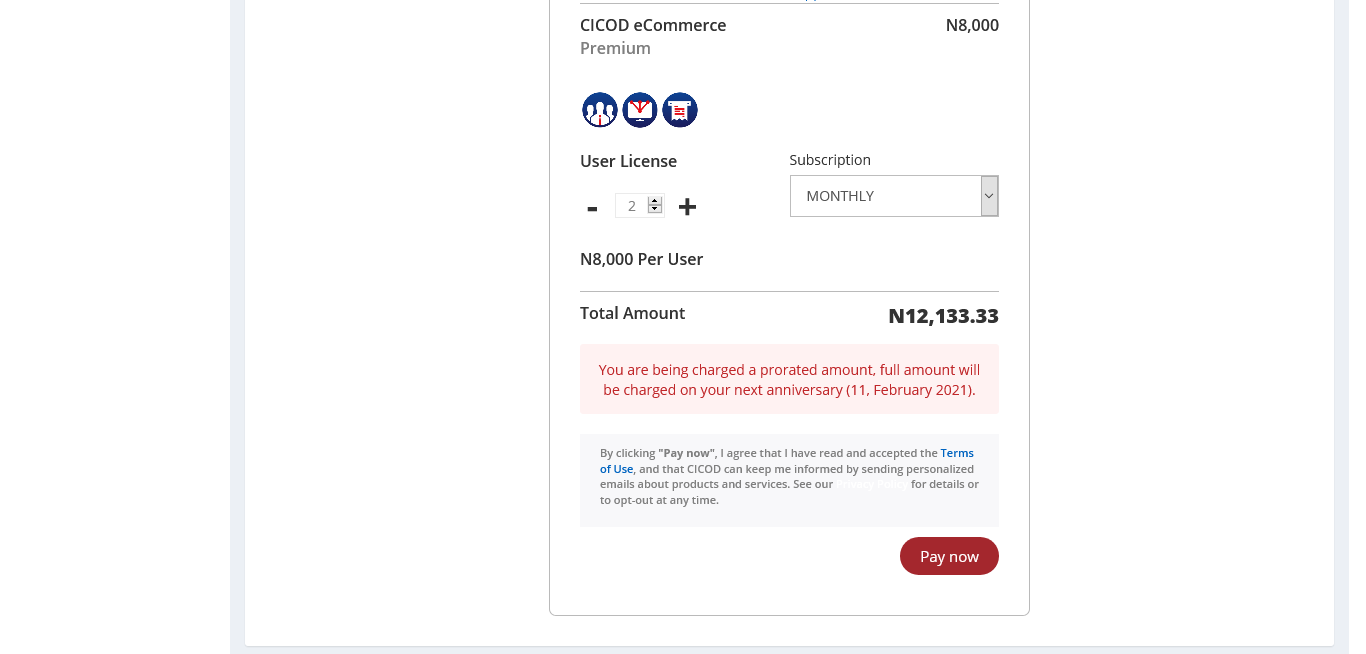 CICOD eCommerce N8,000
Premium
User License Subscription
- 2 + MONTHLY
N8,000 Per User
Total Amount N12,133.33
You are being charged a prorated amount, full amount will
be charged on your next anniversary (11, February 2021).
By clicking "Pay now", I agree that I have read and accepted the Terms
of Use, and that CICOD can keep me informed by sending personalized
emails about products and services. See our Privacy Policy for details or
to opt-out at any time.
Pay now